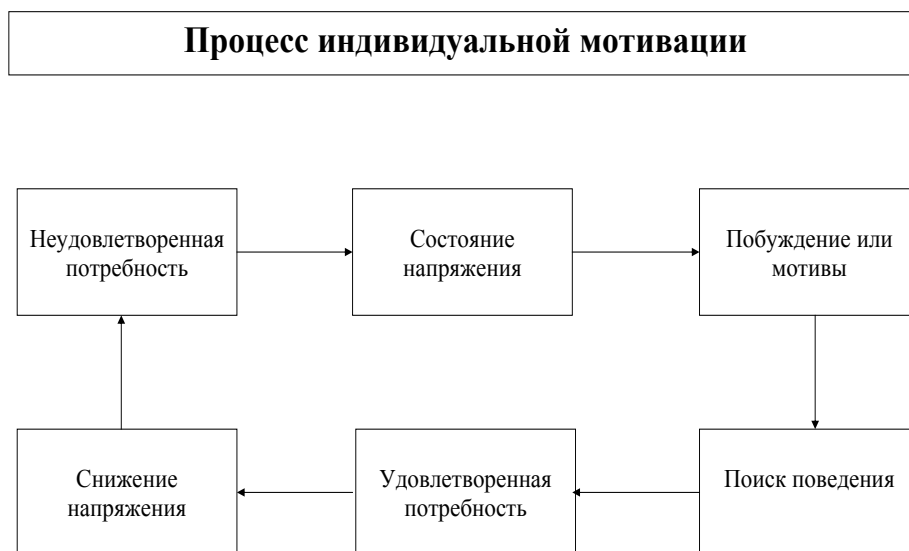 Процесс индивидуальной мотивации
Неудовлетворенная
потребность
Состояние
напряжения
Побуждение или
мотивы
Снижение
напряжения
Удовлетворенная
потребность
Поиск поведения